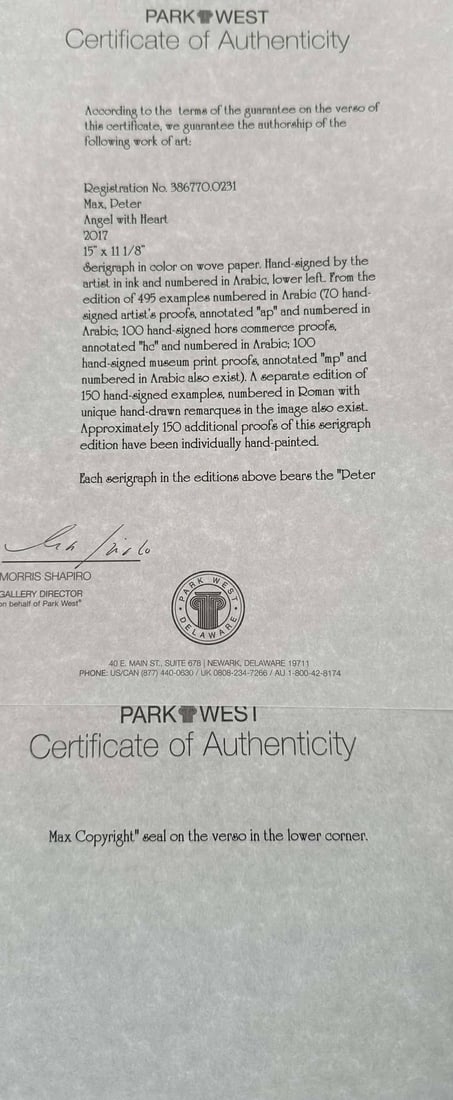 PARK WEST
Certificate of Authenticity
According to the terms of the guarantee on the verso of
this certificate, we guarantee the authorship of the
following work of art:
Registration No. 386770.0231
Max, Peter
Angel with Heart
2017
15" x 11 1/8"
Serigraph in color on wove paper. Hand-signed by the
artist in ink and numbered in Arabic, lower left. From the
edition of 495 examples numbered in Arabic (70 hand-
signed artist's proofs, annotated "ap" and numbered in
Arabic; 100 hand-signed hors commerce proofs,
annotated "hc" and numbered in Arabic; 100
hand-signed museum print proofs, annotated "mp" and
numbered in Arabic also exist). A separate edition of
150 hand-signed examples, numbered in Roman with
unique hand-drawn remarques in the image also exist.
Approximately 150 additional proofs of this serigraph
edition have been individually hand-painted.
Each serigraph in the editions above bears the "Peter
MORRIS SHAPIRO
GALLERY DIRECTOR
on behalf of Park West®
PARK WEST
DELAWARE
40 E. MAIN ST., SUITE 678 | NEWARK, DELAWARE 19711
PHONE: US/CAN (877) 440-0630 / UK 0808-234-7266 / AU 1-800-42-8174
PARK WEST
Certificate of Authenticity
Max Copyright" seal on the verso in the lower corner.